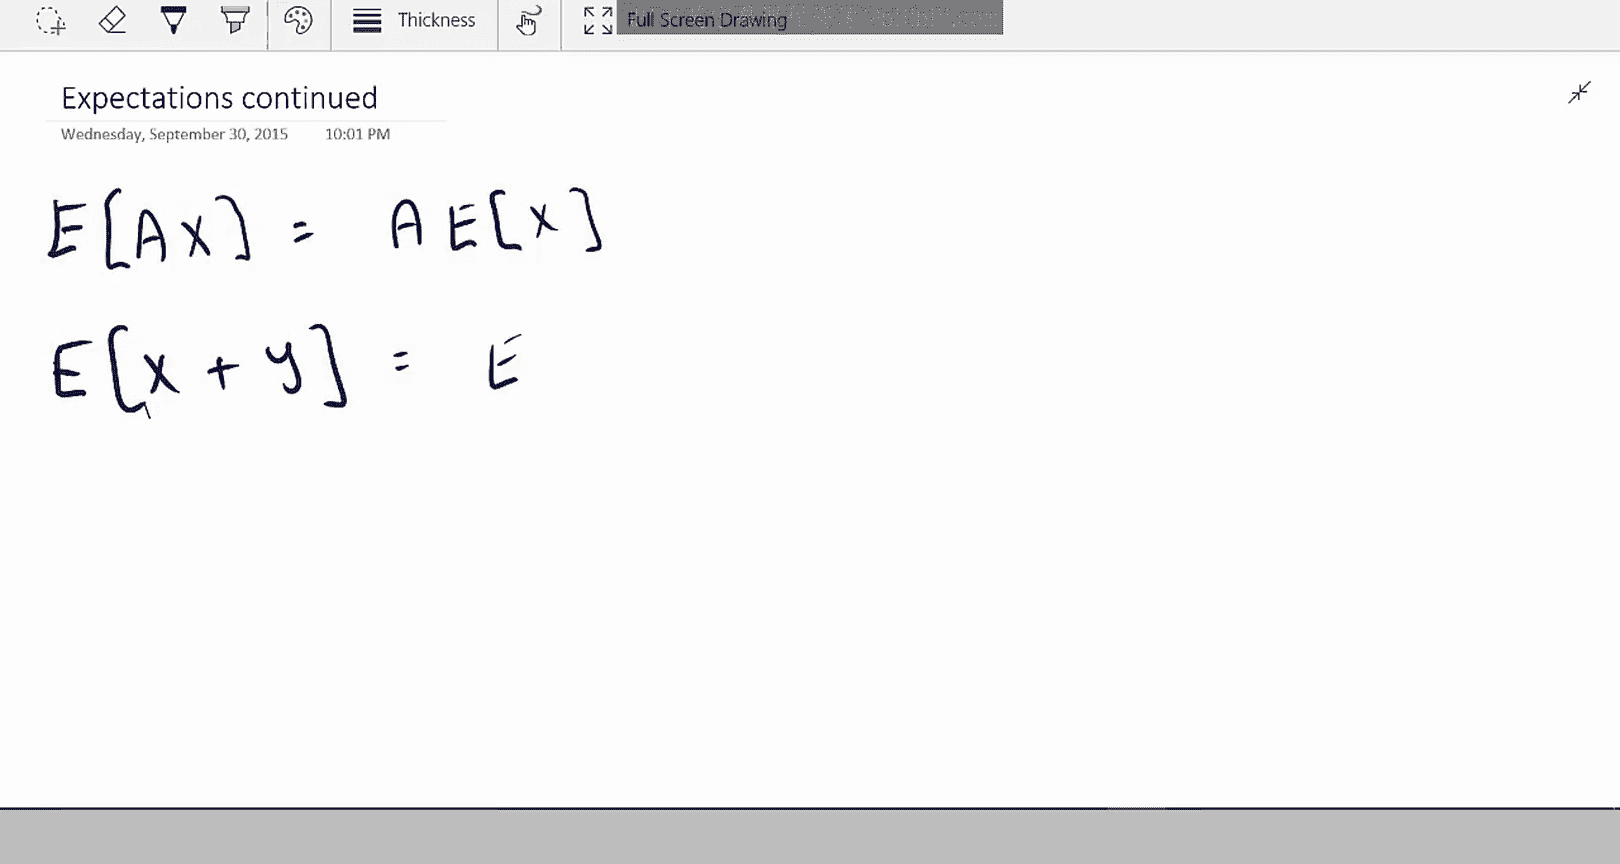 Thickness Full Screen Drawing
Expectations continued
Wednesday, September 30, 2015 10:01 PM
E[AX] = A E[X]
E[X + Y] = E